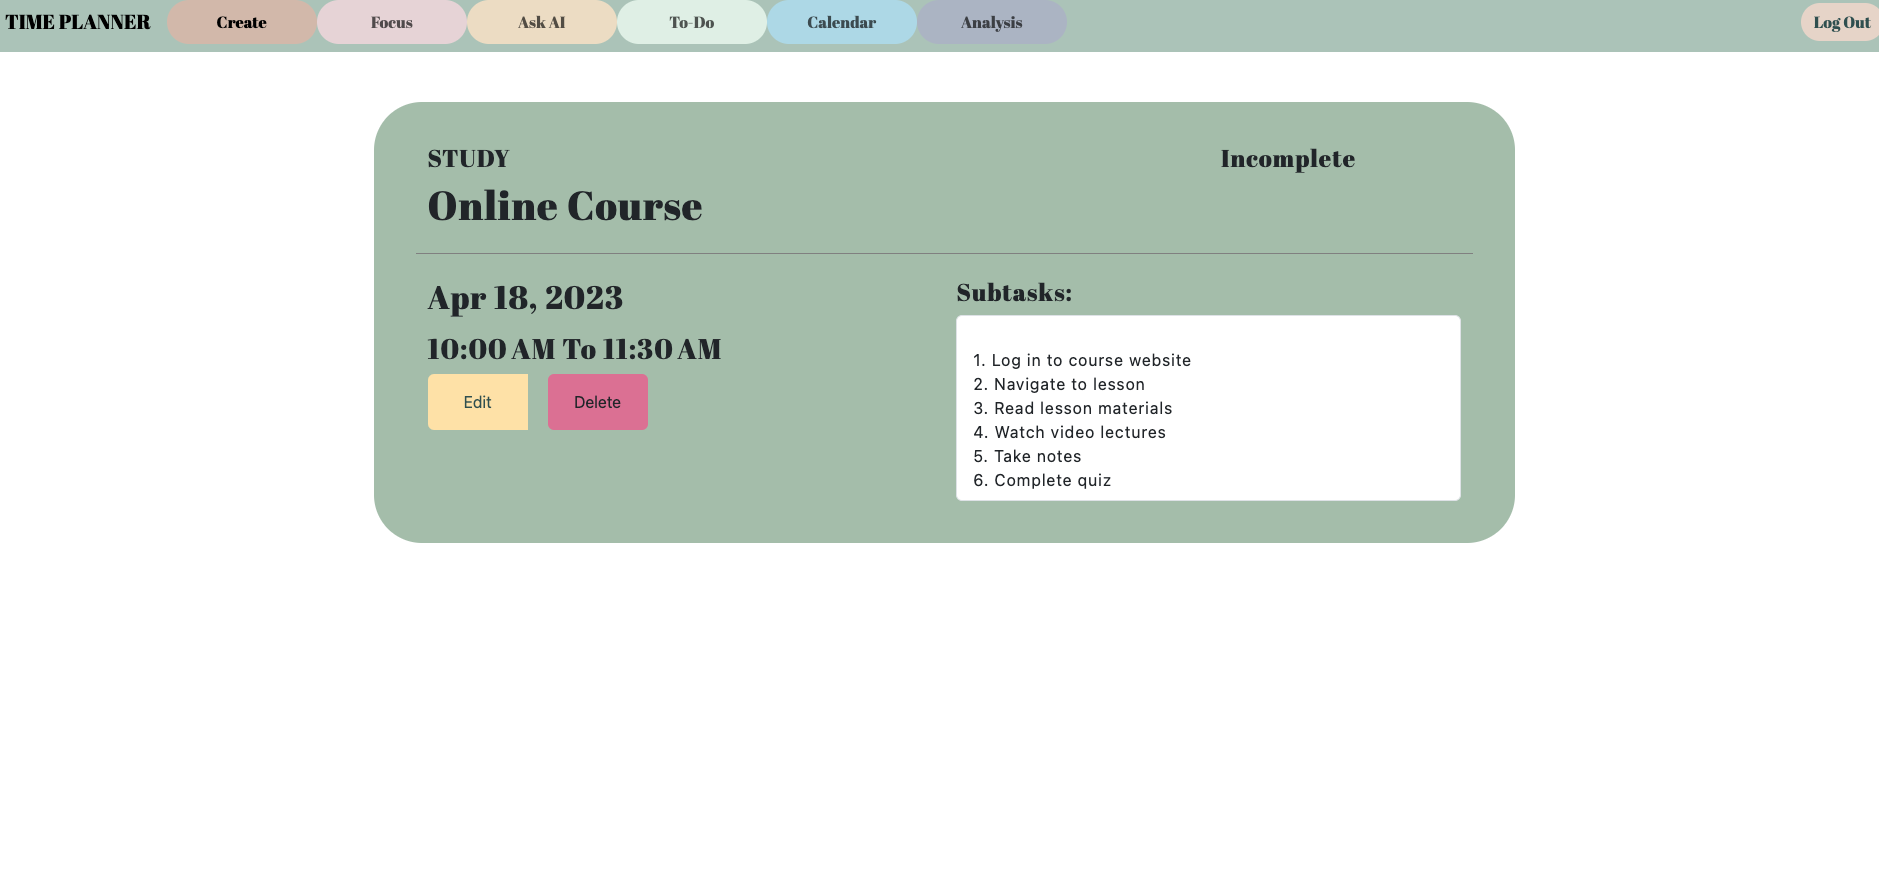 TIME PLANNER Create Focus Ask AI To-Do Calendar Analysis Log Out
STUDY Incomplete
Online Course
Apr 18, 2023
10:00 AM To 11:30 AM
Edit Delete
Subtasks:
1. Log in to course website
2. Navigate to lesson
3. Read lesson materials
4. Watch video lectures
5. Take notes
6. Complete quiz